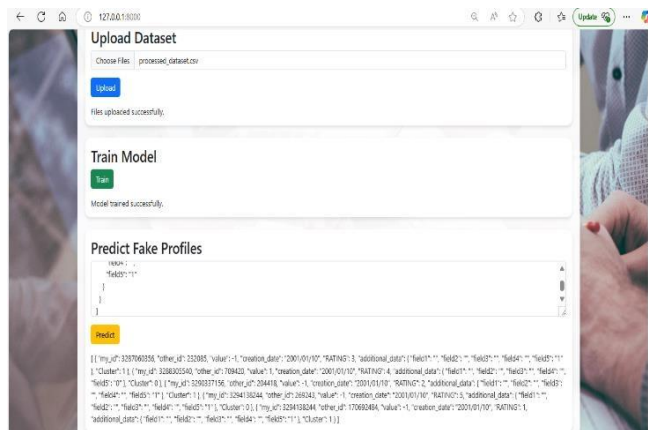 127.0.0.1:8000
Update
Upload Dataset
Choose Files processed_dataset.csv
Upload
Files uploaded successfully.
Train Model
Train
Model trained successfully.
Predict Fake Profiles
"field5": "1"
}
}
]
Predict
[ { "my_id": 3287060356, "other_id": 232085, "value": -1, "creation_date": "2001/01/10", "RATING": 3, "additional_data": { "field1": "", "field2": "", "field3": "", "field4": "", "field5": "1"
}, "Cluster": 1 }, { "my_id": 3288305540, "other_id": 709420, "value": 1, "creation_date": "2001/01/10", "RATING": 4, "additional_data": { "field1": "", "field2": "", "field3": "", "field4": "",
"field5": "0" }, "Cluster": 0 }, { "my_id": 3290337156, "other_id": 204418, "value": -1, "creation_date": "2001/01/10", "RATING": 2, "additional_data": { "field1": "", "field2": "", "field3":
"", "field4": "", "field5": "1" }, "Cluster": 1 }, { "my_id": 3294138244, "other_id": 269243, "value": -1, "creation_date": "2001/01/10", "RATING": 3, "additional_data": { "field1": "",
"field2": "", "field3": "", "field4": "", "field5": "1" }, "Cluster": 0 }, { "my_id": 3294138244, "other_id": 170692484, "value": -1, "creation_date": "2001/01/10", "RATING": 1,
"additional_data": { "field1": "", "field2": "", "field3": "", "field4": "", "field5": "1" }, "Cluster": 1 } ]